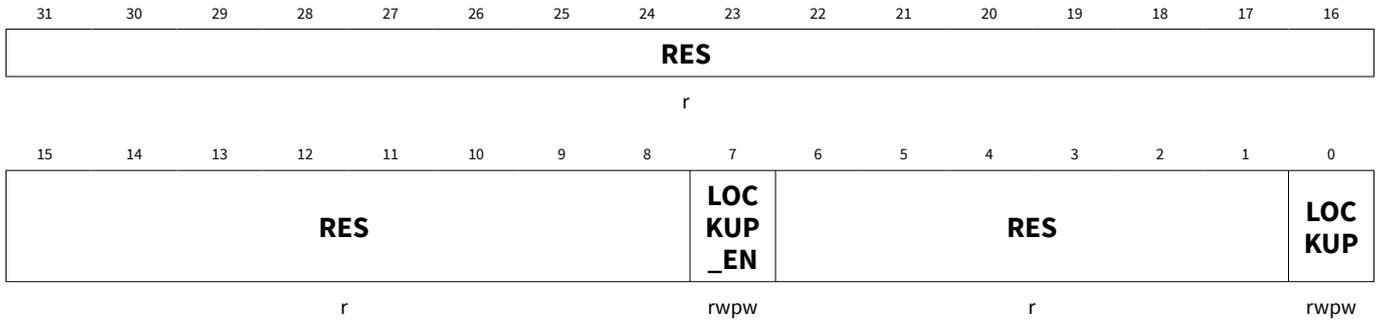 31 30 29 28 27 26 25 24 23 22 21 20 19 18 17 16
RES
r
15 14 13 12 11 10 9 8 7 6 5 4 3 2 1 0
RES LOC KUP _EN RES LOC KUP
r rwpw r rwpw